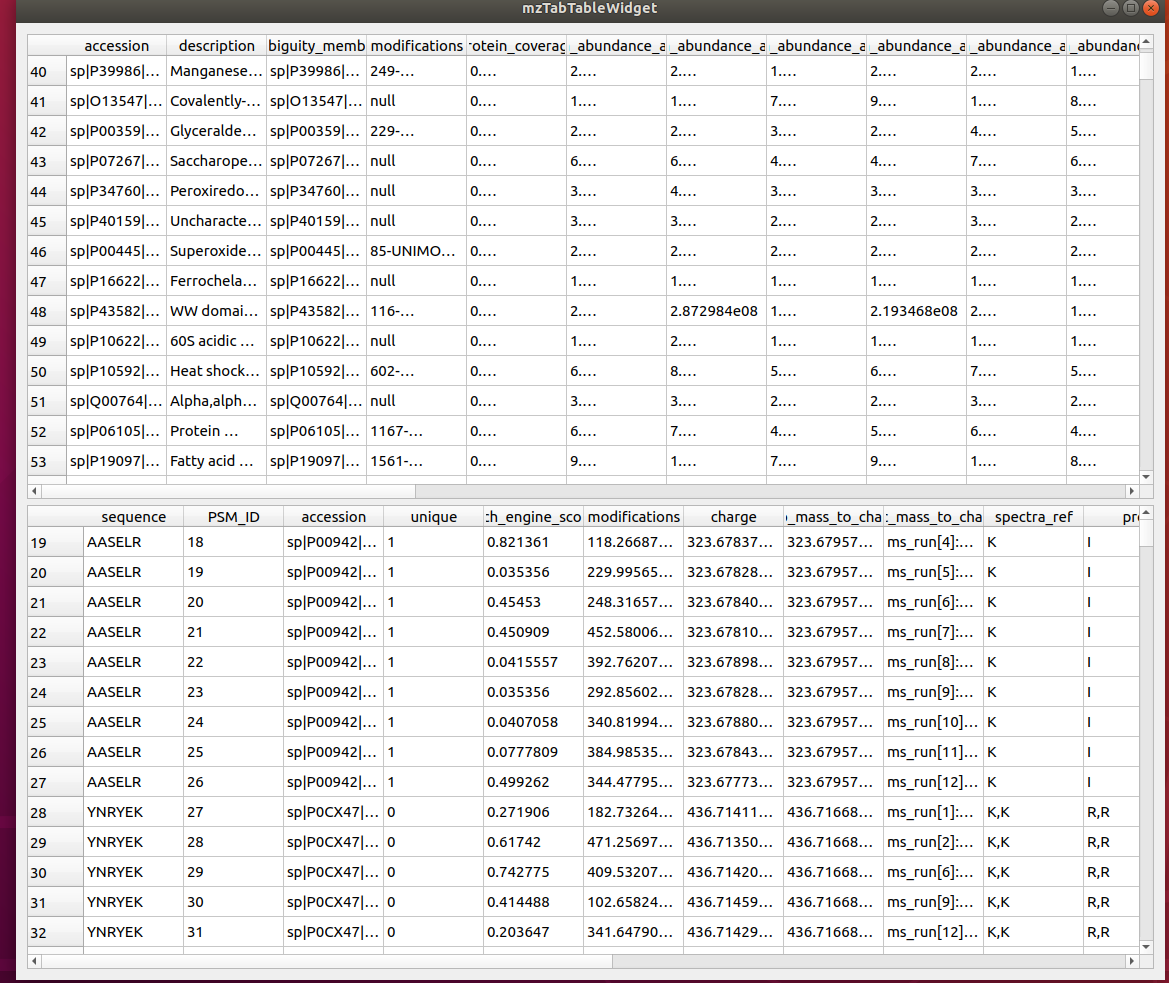 mzTabTableWidget
accession description biguity_memb modifications rotein_coverag _abundance_a _abundance_a _abundance_a _abundance_a _abundance_a _abundanc
40 sp|P39986|... Manganese... sp|P39986|... 249-... 0.... 2.... 2.... 1.... 2.... 2.... 1....
41 sp|O13547|... Covalently-... sp|O13547|... null 0.... 1.... 1.... 7.... 9.... 1.... 8....
42 sp|P00359|... Glyceralde... sp|P00359|... 229-... 0.... 2.... 2.... 3.... 2.... 4.... 5....
43 sp|P07267|... Saccharope... sp|P07267|... null 0.... 6.... 6.... 4.... 4.... 7.... 6....
44 sp|P34760|... Peroxiredo... sp|P34760|... null 0.... 3.... 4.... 3.... 3.... 3.... 3....
45 sp|P40159|... Uncharacte... sp|P40159|... null 0.... 3.... 3.... 2.... 2.... 3.... 2....
46 sp|P00445|... Superoxide... sp|P00445|... 85-UNIMO... 0.... 2.... 2.... 2.... 2.... 2.... 2....
47 sp|P16622|... Ferrochela... sp|P16622|... null 0.... 1.... 1.... 1.... 1.... 1.... 1....
48 sp|P43582|... WW domai... sp|P43582|... 116-... 0.... 2.... 2.872984e08 1.... 2.193468e08 2.... 1....
49 sp|P10622|... 60S acidic ... sp|P10622|... null 0.... 1.... 2.... 1.... 1.... 1.... 1....
50 sp|P10592|... Heat shock... sp|P10592|... 602-... 0.... 6.... 8.... 5.... 6.... 7.... 5....
51 sp|Q00764|... Alpha,alph... sp|Q00764|... null 0.... 3.... 3.... 2.... 2.... 3.... 2....
52 sp|P06105|... Protein ... sp|P06105|... 1167-... 0.... 6.... 7.... 4.... 5.... 6.... 4....
53 sp|P19097|... Fatty acid ... sp|P19097|... 1561-... 0.... 9.... 1.... 7.... 9.... 1.... 8....
sequence PSM_ID accession unique ch_engine_sco modifications charge o_mass_to_cha c_mass_to_cha spectra_ref pre
19 AASELR 18 sp|P00942|... 1 0.821361 118.26687... 323.67837... 323.67957... ms_run[4]:... K I
20 AASELR 19 sp|P00942|... 1 0.035356 229.99565... 323.67828... 323.67957... ms_run[5]:... K I
21 AASELR 20 sp|P00942|... 1 0.45453 248.31657... 323.67840... 323.67957... ms_run[6]:... K I
22 AASELR 21 sp|P00942|... 1 0.450909 452.58006... 323.67810... 323.67957... ms_run[7]:... K I
23 AASELR 22 sp|P00942|... 1 0.0415557 392.76207... 323.67898... 323.67957... ms_run[8]:... K I
24 AASELR 23 sp|P00942|... 1 0.035356 292.85602... 323.67828... 323.67957... ms_run[9]:... K I
25 AASELR 24 sp|P00942|... 1 0.0407058 340.81994... 323.67880... 323.67957... ms_run[10]... K I
26 AASELR 25 sp|P00942|... 1 0.0777809 384.98535... 323.67843... 323.67957... ms_run[11]... K I
27 AASELR 26 sp|P00942|... 1 0.499262 344.47795... 323.67773... 323.67957... ms_run[12]... K I
28 YNRYEK 27 sp|P0CX47|... 0 0.271906 182.73264... 436.71411... 436.71668... ms_run[1]:... K,K R,R
29 YNRYEK 28 sp|P0CX47|... 0 0.61742 471.25697... 436.71350... 436.71668... ms_run[2]:... K,K R,R
30 YNRYEK 29 sp|P0CX47|... 0 0.742775 409.53207... 436.71420... 436.71668... ms_run[6]:... K,K R,R
31 YNRYEK 30 sp|P0CX47|... 0 0.414488 102.65824... 436.71459... 436.71668... ms_run[9]:... K,K R,R
32 YNRYEK 31 sp|P0CX47|... 0 0.203647 341.64790... 436.71429... 436.71668... ms_run[12]... K,K R,R